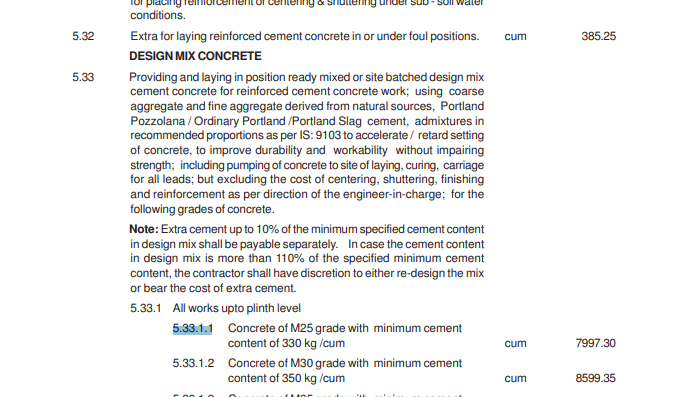 for placing reinforcement or centering & shuttering under sub - soil water
conditions.
5.32 Extra for laying reinforced cement concrete in or under foul positions. cum 385.25
DESIGN MIX CONCRETE
5.33 Providing and laying in position ready mixed or site batched design mix
cement concrete for reinforced cement concrete work; using coarse
aggregate and fine aggregate derived from natural sources, Portland
Pozzolana / Ordinary Portland /Portland Slag cement, admixtures in
recommended proportions as per IS: 9103 to accelerate / retard setting
of concrete, to improve durability and workability without impairing
strength; including pumping of concrete to site of laying, curing, carriage
for all leads; but excluding the cost of centering, shuttering, finishing
and reinforcement as per direction of the engineer-in-charge; for the
following grades of concrete.
Note: Extra cement up to 10% of the minimum specified cement content
in design mix shall be payable separately. In case the cement content
in design mix is more than 110% of the specified minimum cement
content, the contractor shall have discretion to either re-design the mix
or bear the cost of extra cement.
5.33.1 All works upto plinth level
5.33.1.1 Concrete of M25 grade with minimum cement
content of 330 kg /cum cum 7997.30
5.33.1.2 Concrete of M30 grade with minimum cement
content of 350 kg /cum cum 8599.35